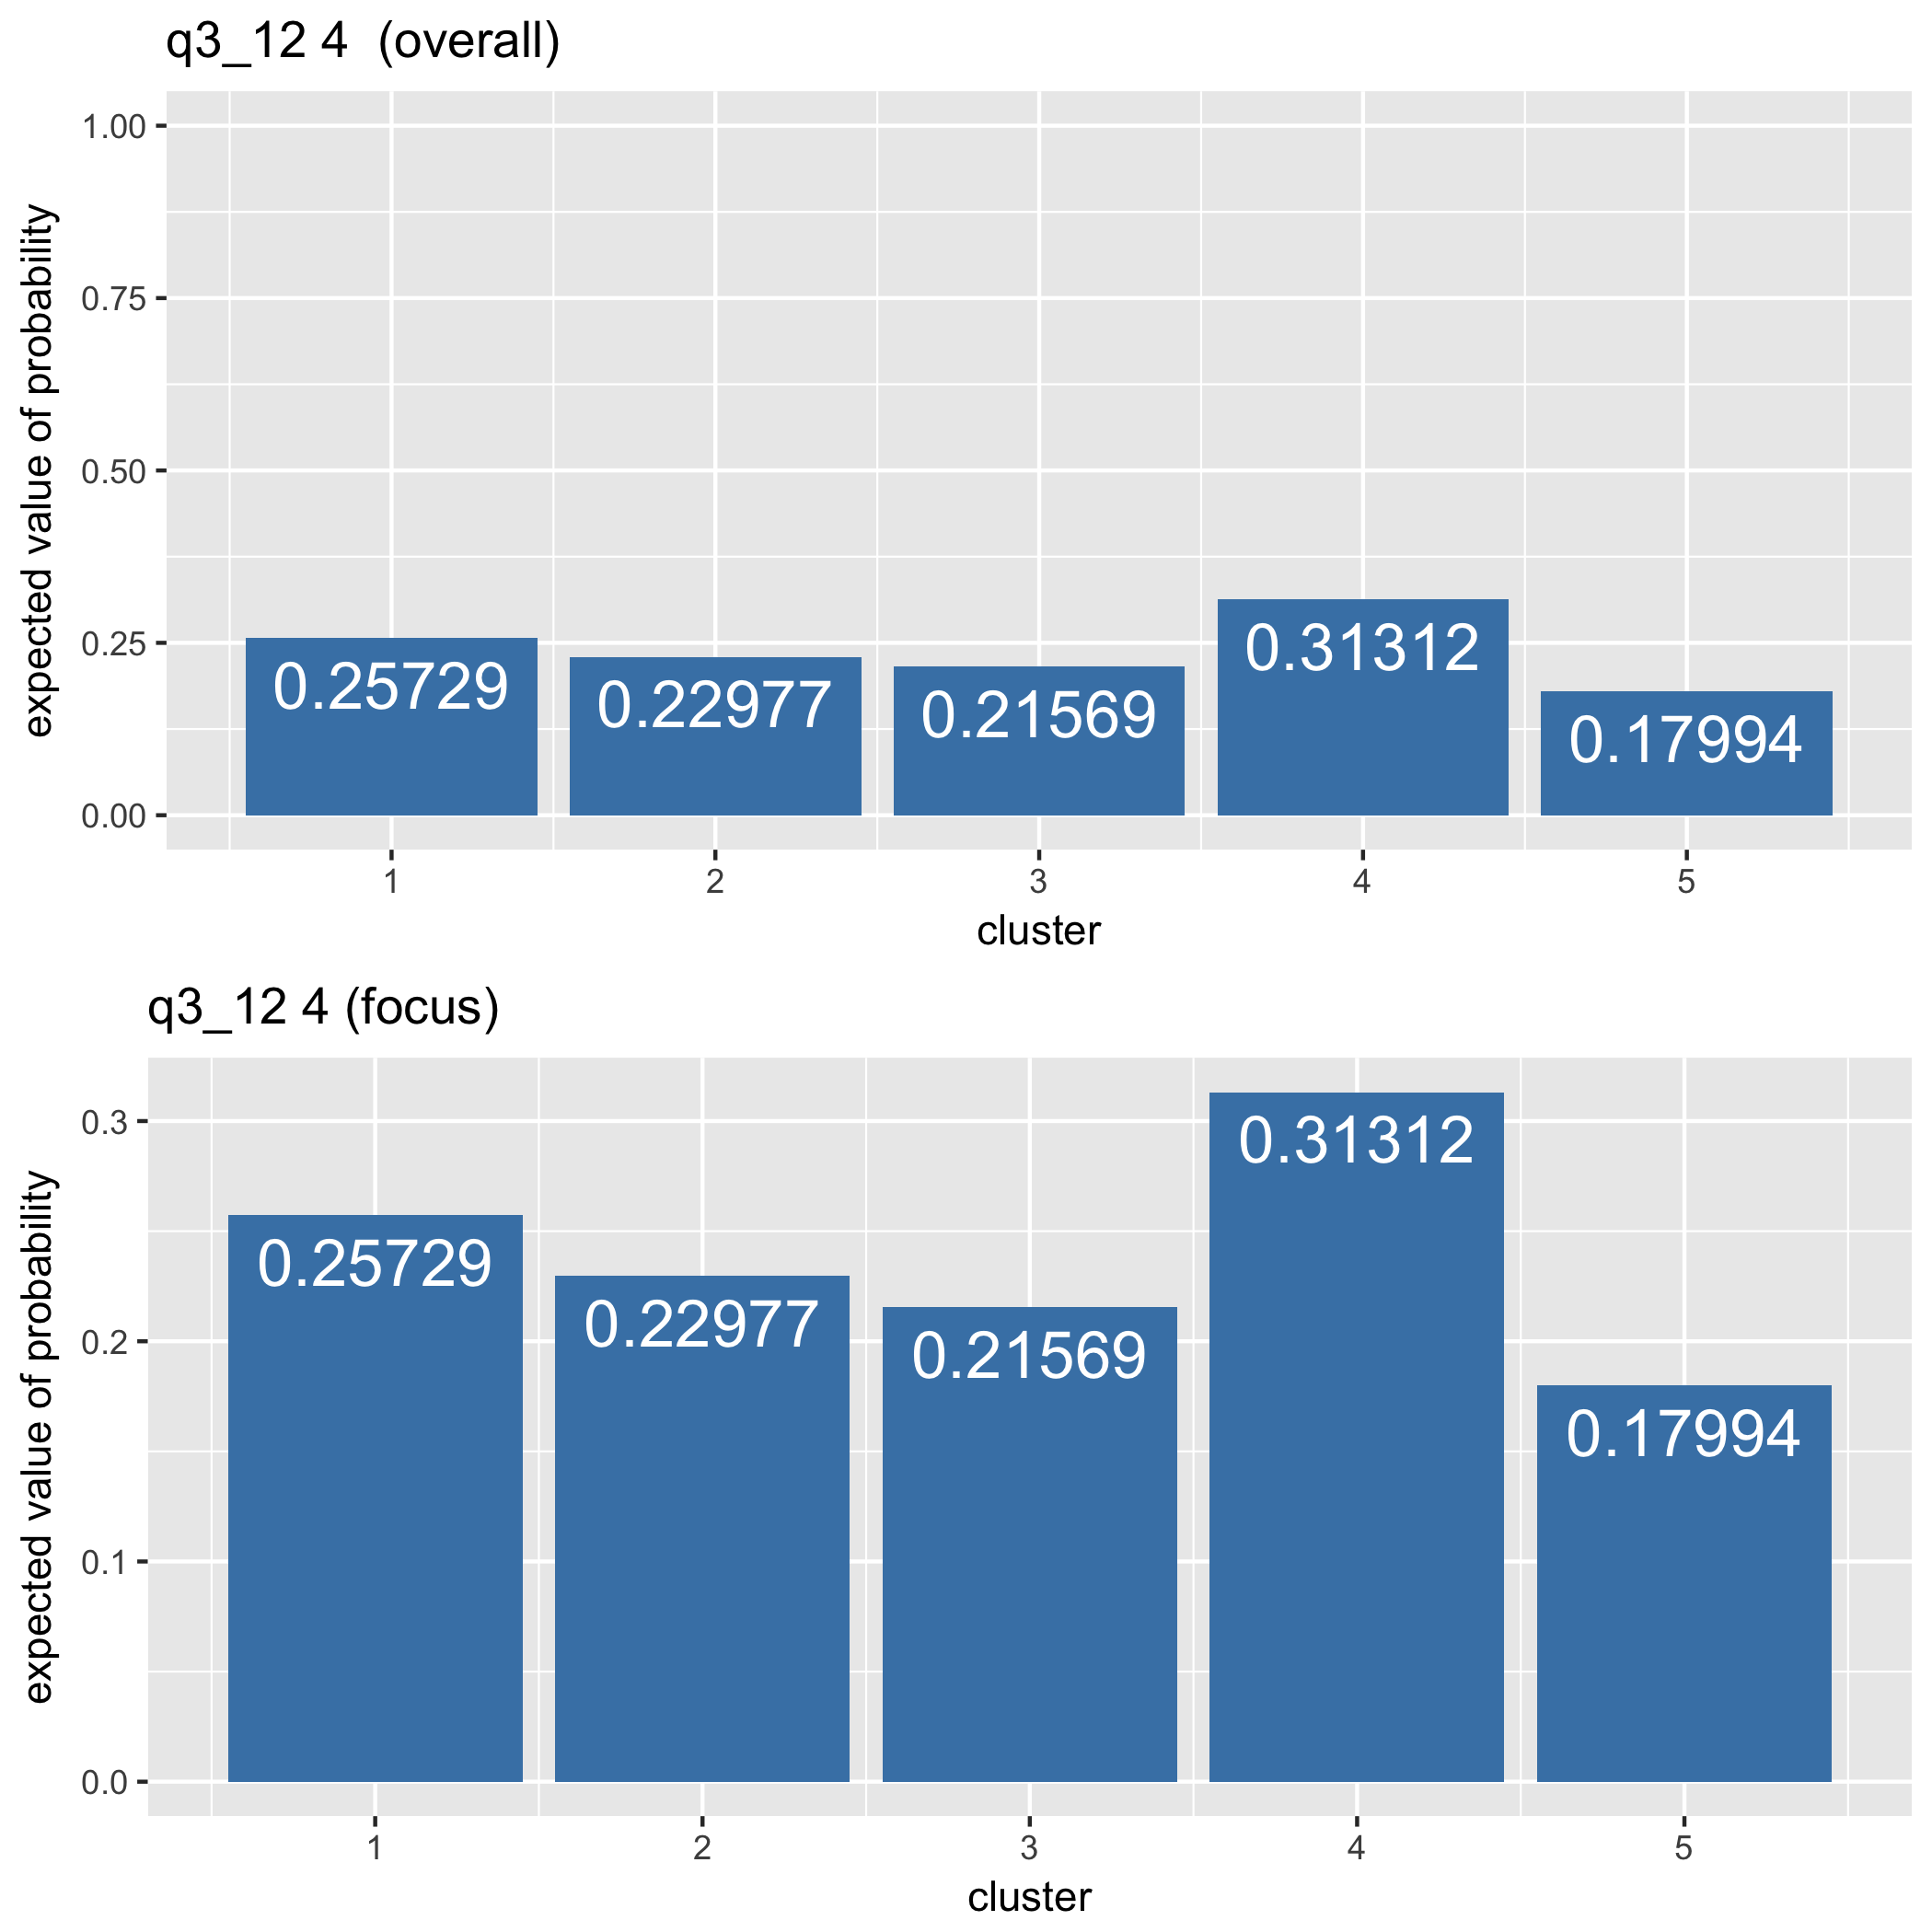 q3_12 4  (overall)
expected value of probability
1.00
0.75
0.50
0.25
0.00
0.25729
0.22977
0.21569
0.31312
0.17994
1 2 3 4 5
cluster
q3_12 4 (focus)
expected value of probability
0.3
0.2
0.1
0.0
0.25729
0.22977
0.21569
0.31312
0.17994
1 2 3 4 5
cluster